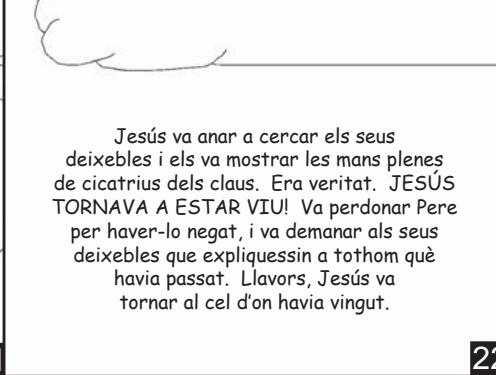 Jesús va anar a cercar els seus
deixebles i els va mostrar les mans plenes
de cicatrius dels claus.  Era veritat.  JESÚS
TORNAVA A ESTAR VIU!  Va perdonar Pere
per haver-lo negat, i va demanar als seus
deixebles que expliquessin a tothom què
havia passat.  Llavors, Jesús va
tornar al cel d'on havia vingut.
22